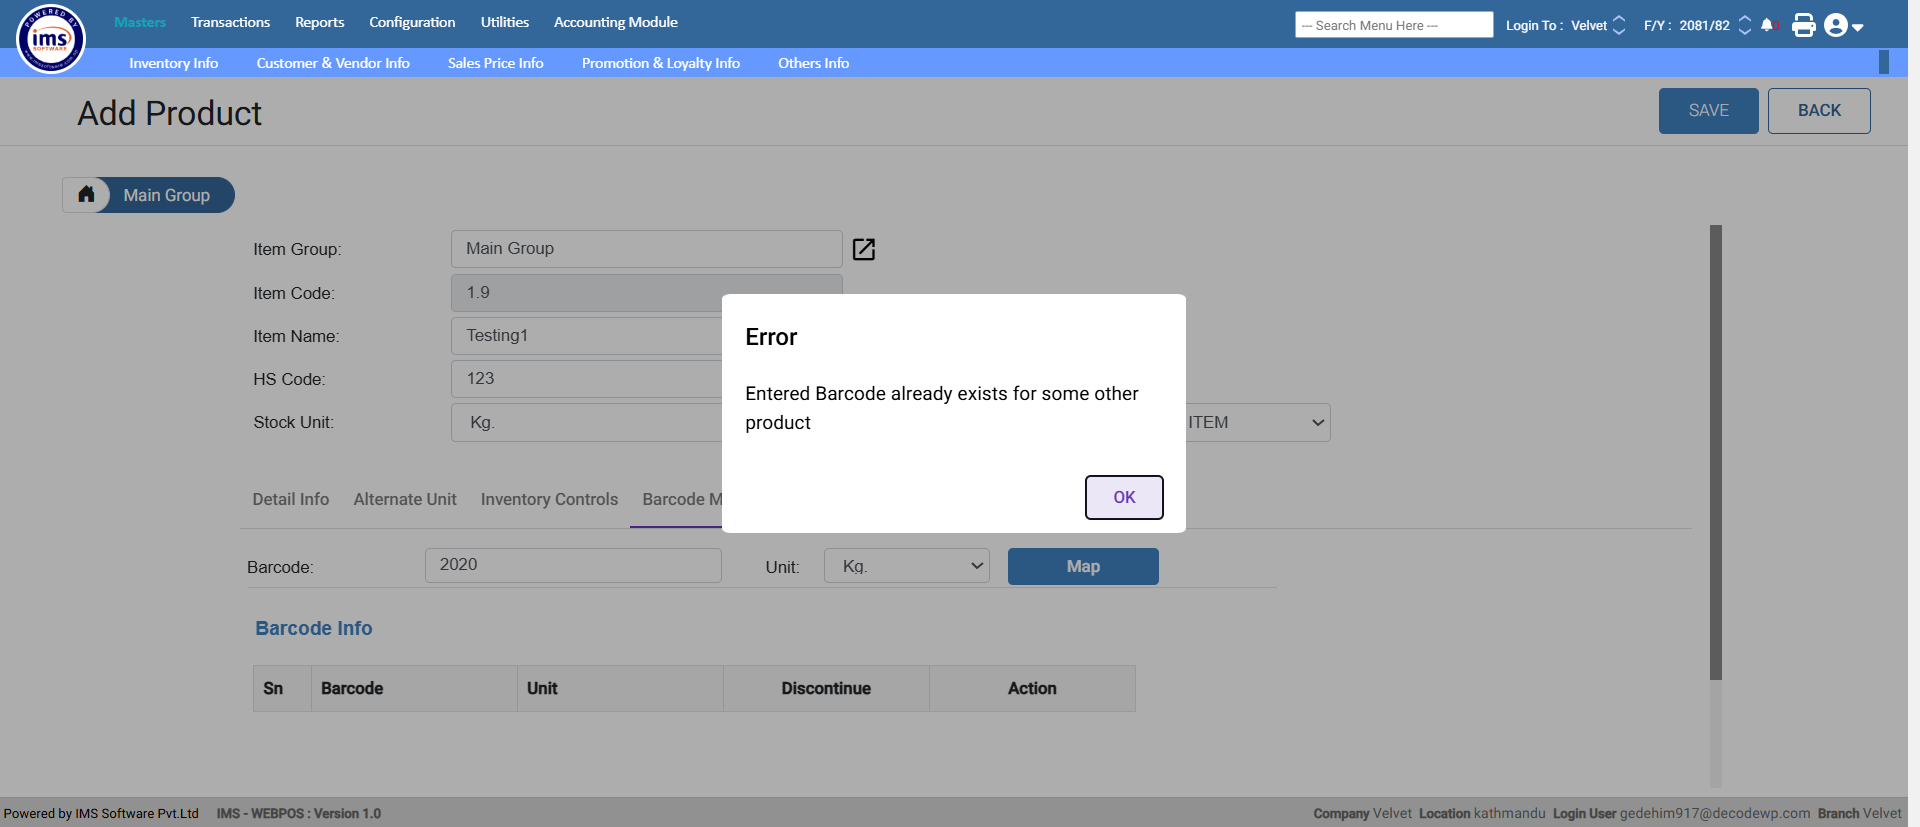 POWERED BY
ims
SOFTWARE
Masters Transactions Reports Configuration Utilities Accounting Module
--- Search Menu Here --- Login To : Velvet F/Y : 2081/82
Inventory Info Customer & Vendor Info Sales Price Info Promotion & Loyalty Info Others Info
Add Product
SAVE BACK
Main Group
Item Group: Main Group
Item Code: 1.9
Item Name: Testing1
HS Code: 123
Stock Unit: Kg. ITEM
Error
Entered Barcode already exists for some other
product
OK
Detail Info Alternate Unit Inventory Controls Barcode M
Barcode: 2020 Unit: Kg. Map
Barcode Info
Sn Barcode Unit Discontinue Action
Powered by IMS Software Pvt.Ltd IMS - WEBPOS : Version 1.0 Company Velvet Location kathmandu Login User gedehim917@decodewp.com Branch Velvet